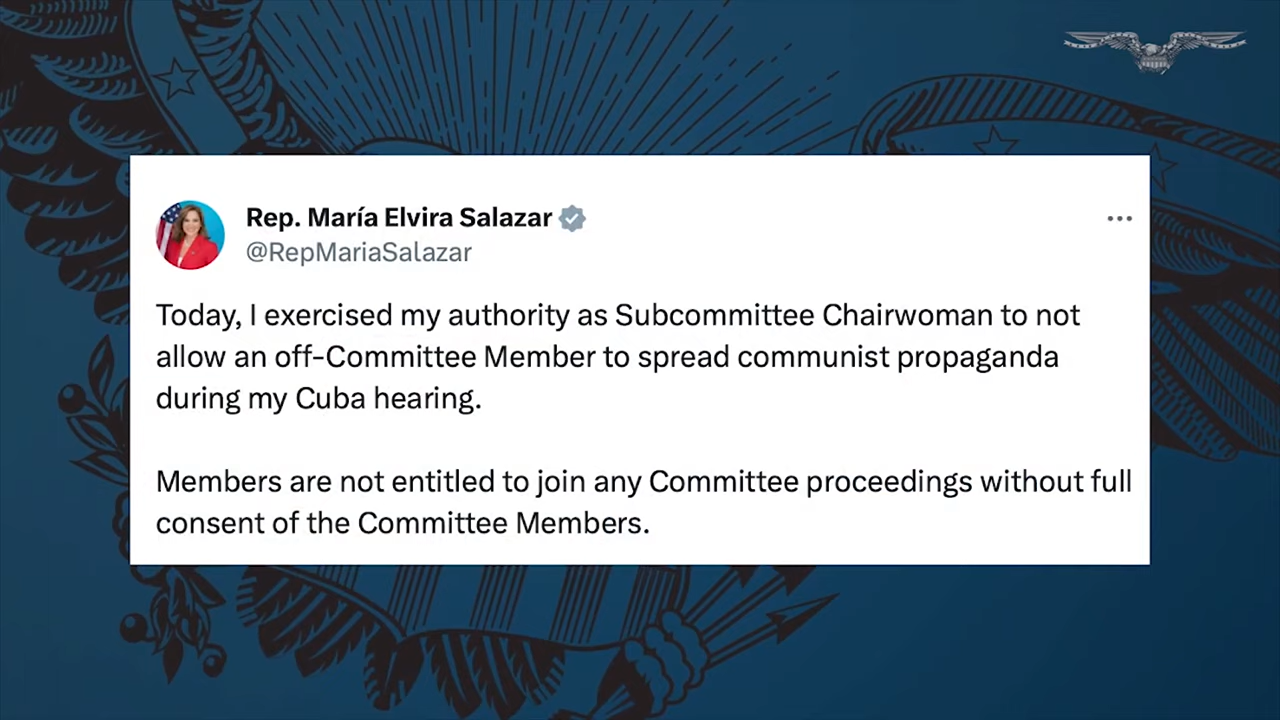 Rep. María Elvira Salazar
@RepMariaSalazar
Today, I exercised my authority as Subcommittee Chairwoman to not
allow an off-Committee Member to spread communist propaganda
during my Cuba hearing.
Members are not entitled to join any Committee proceedings without full
consent of the Committee Members.